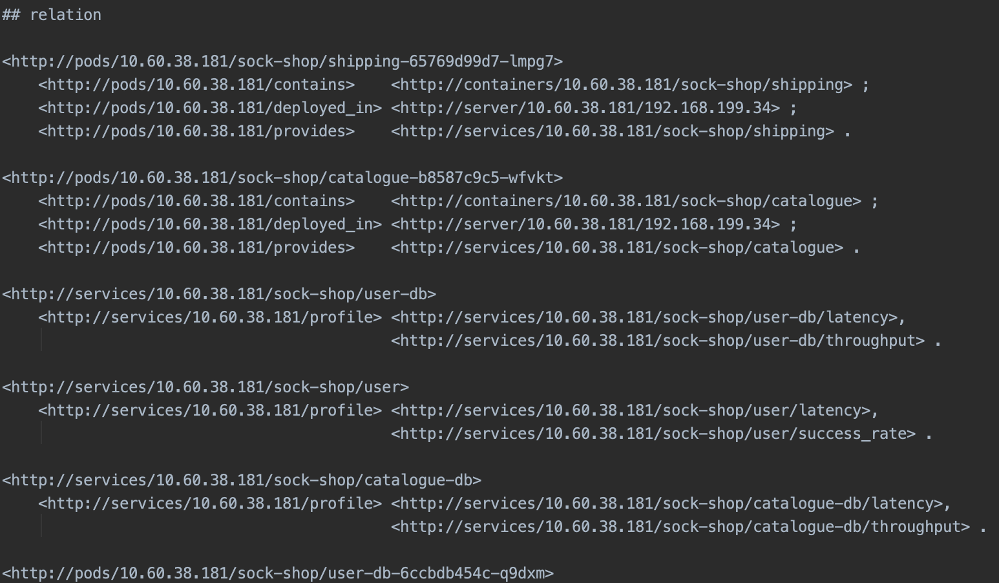 ## relation
<http://pods/10.60.38.181/sock-shop/shipping-65769d99d7-lmpg7>
<http://pods/10.60.38.181/contains> <http://containers/10.60.38.181/sock-shop/shipping> ;
<http://pods/10.60.38.181/deployed_in> <http://server/10.60.38.181/192.168.199.34> ;
<http://pods/10.60.38.181/provides> <http://services/10.60.38.181/sock-shop/shipping> .
<http://pods/10.60.38.181/sock-shop/catalogue-b8587c9c5-wfvkt>
<http://pods/10.60.38.181/contains> <http://containers/10.60.38.181/sock-shop/catalogue> ;
<http://pods/10.60.38.181/deployed_in> <http://server/10.60.38.181/192.168.199.34> ;
<http://pods/10.60.38.181/provides> <http://services/10.60.38.181/sock-shop/catalogue> .
<http://services/10.60.38.181/sock-shop/user-db>
<http://services/10.60.38.181/profile> <http://services/10.60.38.181/sock-shop/user-db/latency>,
<http://services/10.60.38.181/sock-shop/user-db/throughput> .
<http://services/10.60.38.181/sock-shop/user>
<http://services/10.60.38.181/profile> <http://services/10.60.38.181/sock-shop/user/latency>,
<http://services/10.60.38.181/sock-shop/user/success_rate> .
<http://services/10.60.38.181/sock-shop/catalogue-db>
<http://services/10.60.38.181/profile> <http://services/10.60.38.181/sock-shop/catalogue-db/latency>,
<http://services/10.60.38.181/sock-shop/catalogue-db/throughput> .
<http://pods/10.60.38.181/sock-shop/user-db-6ccbdb454c-q9dxm>